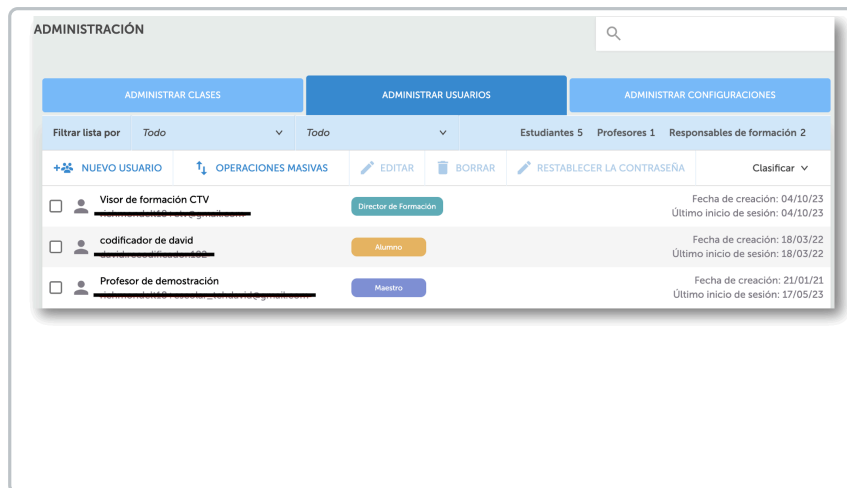 ADMINISTRACIÓN
ADMINISTRAR CLASES ADMINISTRAR USUARIOS ADMINISTRAR CONFIGURACIONES
Filtrar lista por Todo Todo Estudiantes 5 Profesores 1 Responsables de formación 2
NUEVO USUARIO OPERACIONES MASIVAS EDITAR BORRAR RESTABLECER LA CONTRASEÑA Clasificar
Visor de formación CTV Director de Formación Fecha de creación: 04/10/23
Último inicio de sesión: 04/10/23
codificador de david Alumno Fecha de creación: 18/03/22
Último inicio de sesión: 18/03/22
Profesor de demostración Maestro Fecha de creación: 21/01/21
Último inicio de sesión: 17/05/23